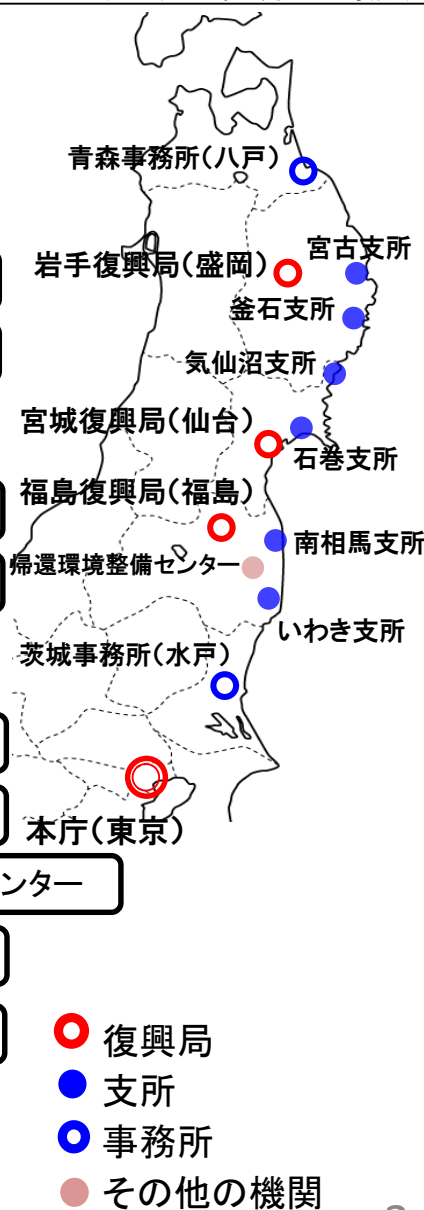 青森事務所(八戸)
宮古支所
岩手復興局(盛岡)
釜石支所
気仙沼支所
宮城復興局(仙台)
石巻支所
福島復興局(福島)
南相馬支所
帰還環境整備センター
いわき支所
茨城事務所(水戸)
本庁(東京)
ンター
復興局
支所
事務所
その他の機関